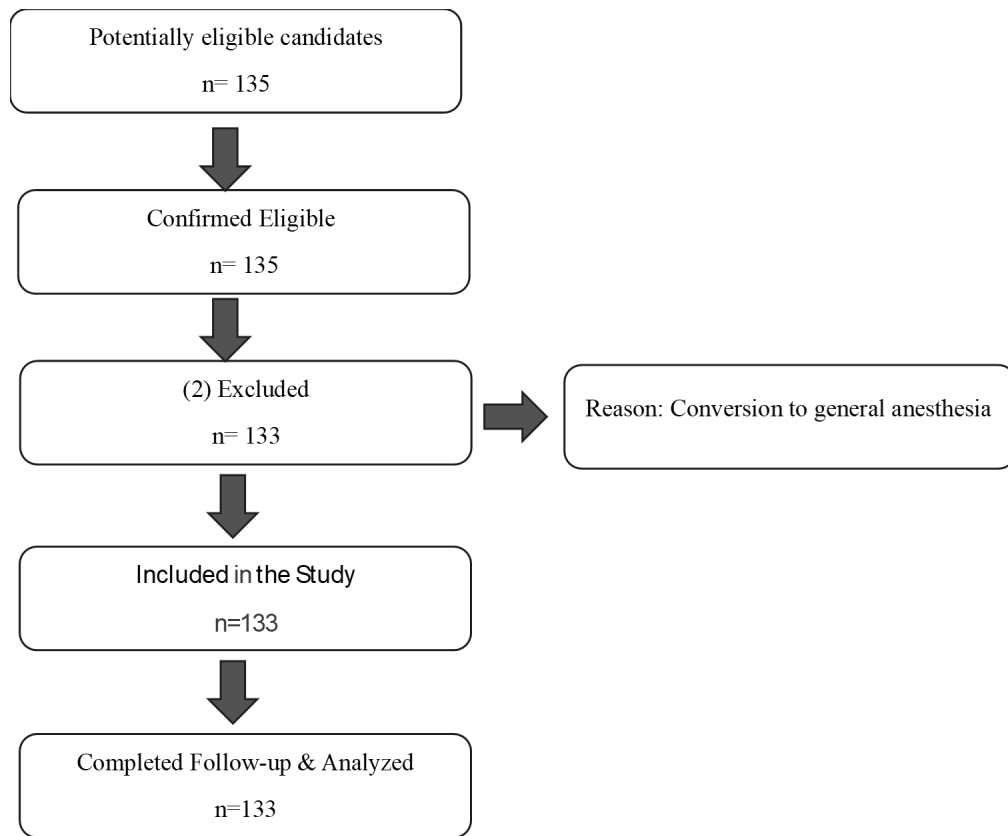 Potentially eligible candidates
n= 135
Confirmed Eligible
n= 135
(2) Excluded
n= 133
Reason: Conversion to general anesthesia
Included in the Study
n=133
Completed Follow-up & Analyzed
n=133